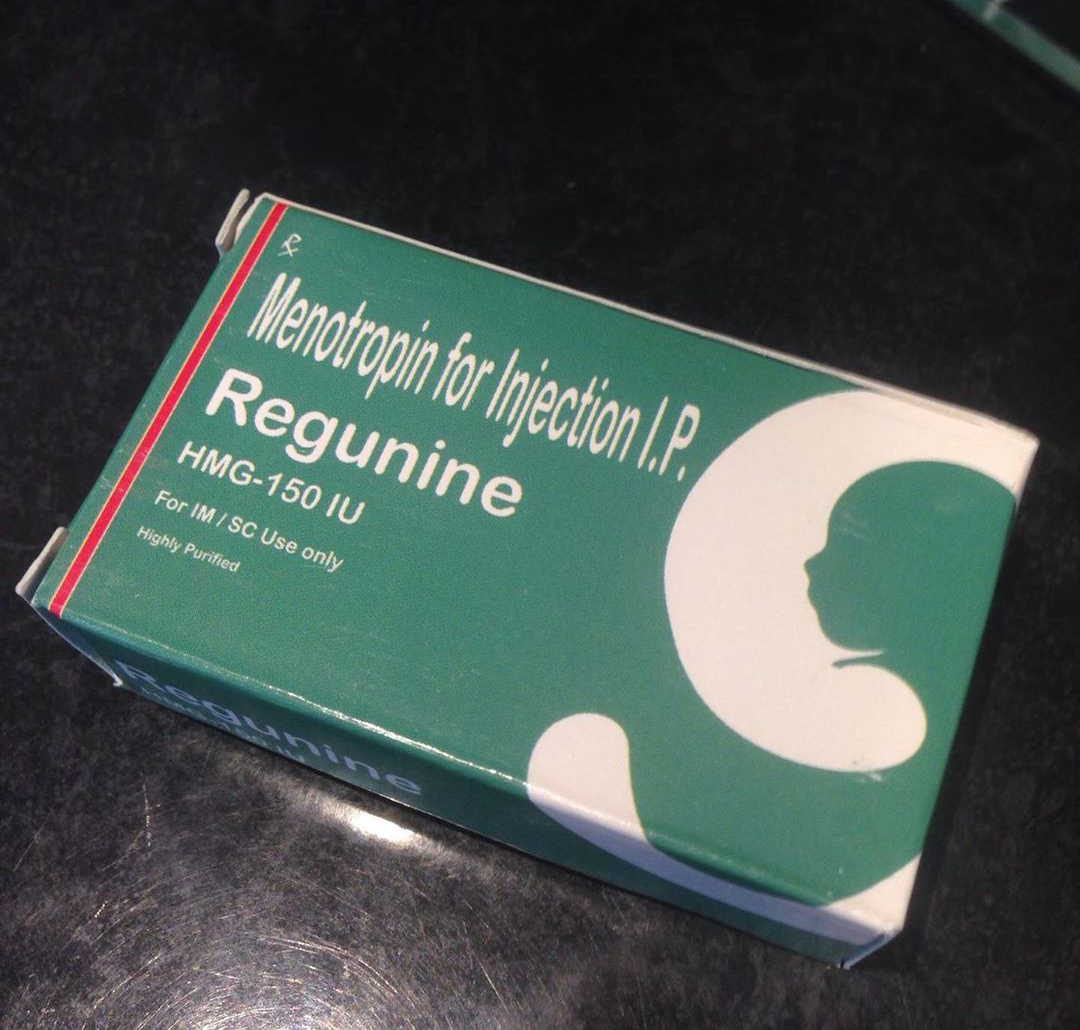 ℞
Menotropin for Injection I.P.
Regunine
HMG-150 IU
For IM / SC Use only
Highly Purified
Regunine